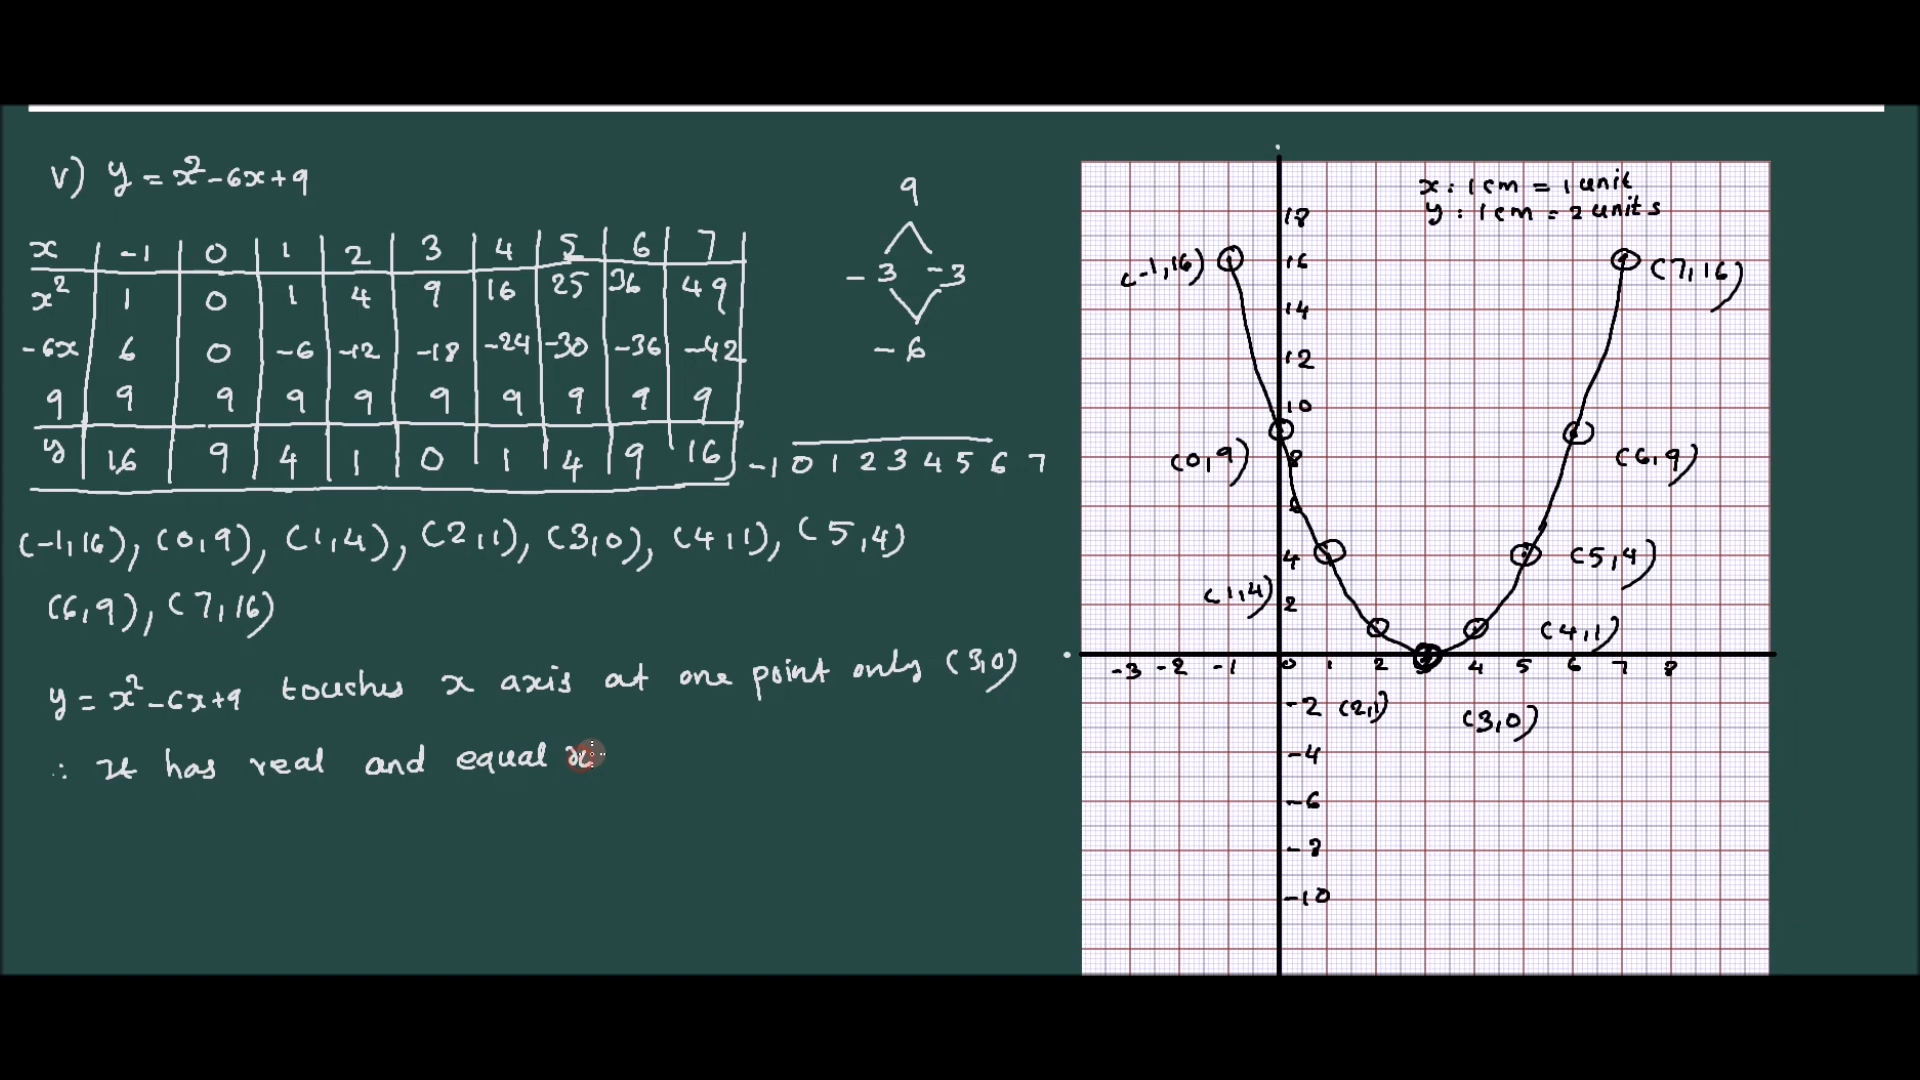 v) y = x²-6x+9
x -1 0 1 2 3 4 5 6 7
x² 1 0 1 4 9 16 25 36 49
-6x 6 0 -6 -12 -18 -24 -30 -36 -42
9 9 9 9 9 9 9 9 9 9
y 16 9 4 1 0 1 4 9 16
9
-3 -3
-6
-1 0 1 2 3 4 5 6 7
(-1,16), (0,9), (1,4), (2,1), (3,0), (4,1), (5,4)
(6,9), (7,16)
y = x²-6x+9 touches x axis at one point only (3,0)
∴ It has real and equal
x : 1 cm = 1 unit
y : 1 cm = 2 units
18
(-1,16) 16 (7,16)
14
12
10
(0,9) 8 (6,9)
6
4 (5,4)
(1,4) 2
(4,1)
-3 -2 -1 0 1 2 3 4 5 6 7 8
-2 (2,1) (3,0)
-4
-6
-8
-10